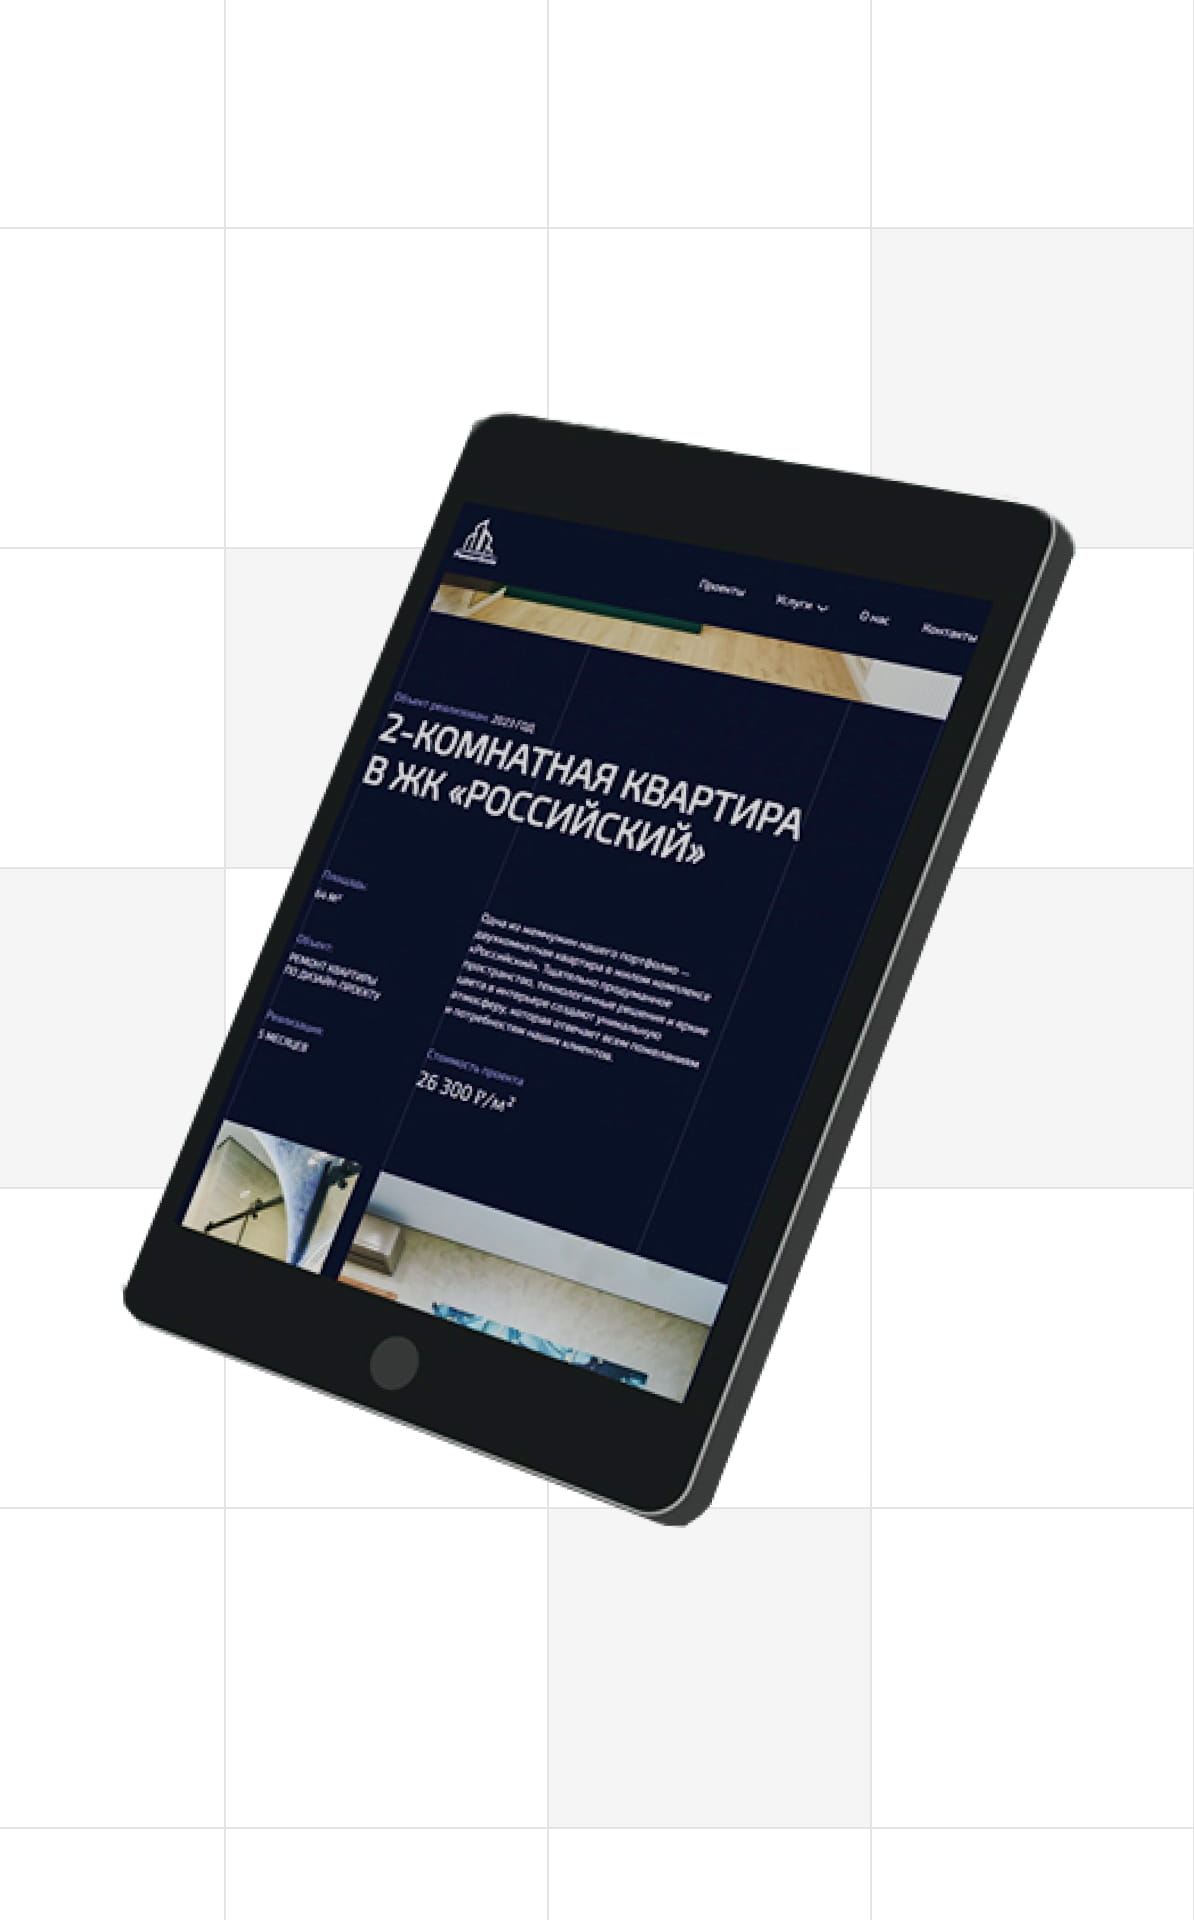 Проекты Услуги О нас Контакты
Объект реализован: 2023 ГОД
2-КОМНАТНАЯ КВАРТИРА
В ЖК «РОССИЙСКИЙ»
Площадь:
64 м²
Объект:
РЕМОНТ КВАРТИРЫ
ПО ДИЗАЙН-ПРОЕКТУ
Реализация:
5 МЕСЯЦЕВ
Одна из жемчужин нашего портфолио —
двухкомнатная квартира в жилом комплексе
«Российский». Тщательно продуманное
пространство, технологичные решения и яркие
цвета в интерьере создают уникальную
атмосферу, которая отвечает всем пожеланиям
и потребностям наших клиентов.
Стоимость проекта
26 300 ₽/м²